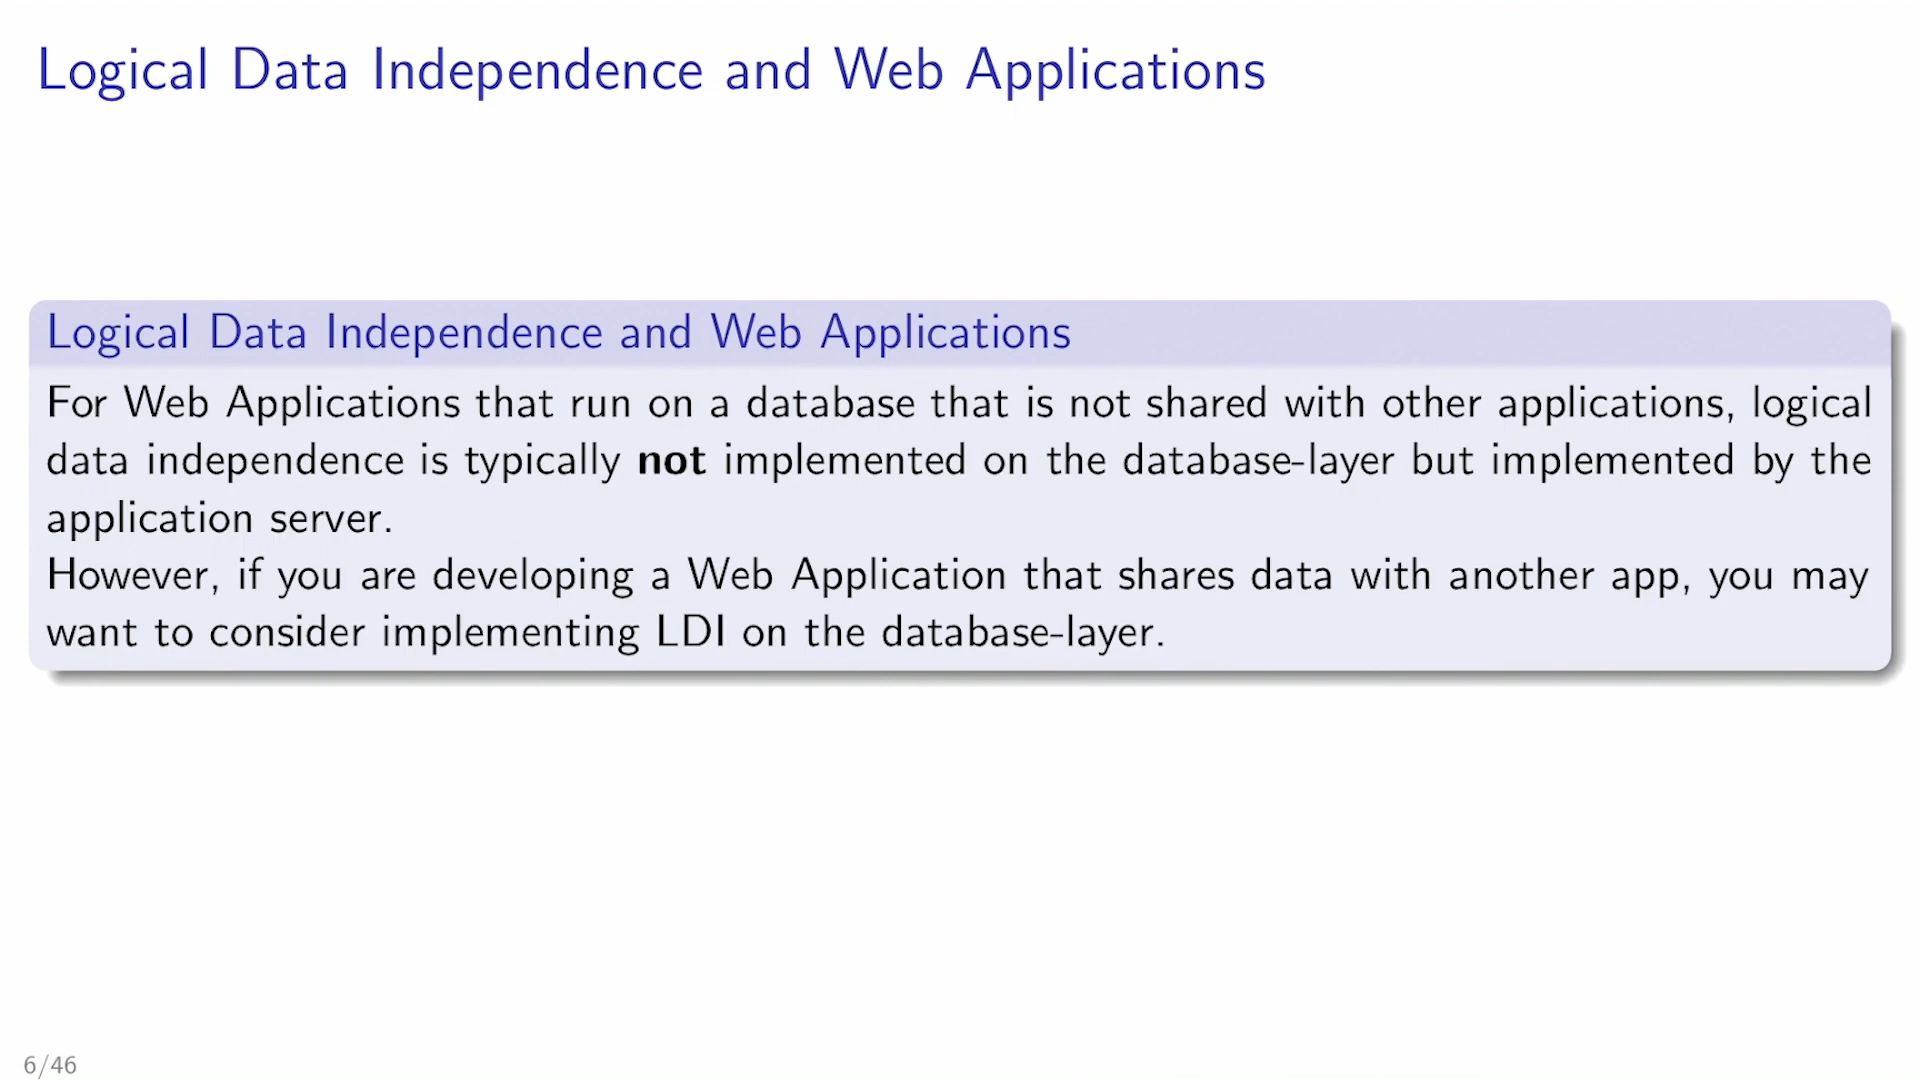 Logical Data Independence and Web Applications
Logical Data Independence and Web Applications
For Web Applications that run on a database that is not shared with other applications, logical
data independence is typically not implemented on the database-layer but implemented by the
application server.
However, if you are developing a Web Application that shares data with another app, you may
want to consider implementing LDI on the database-layer.
6/46